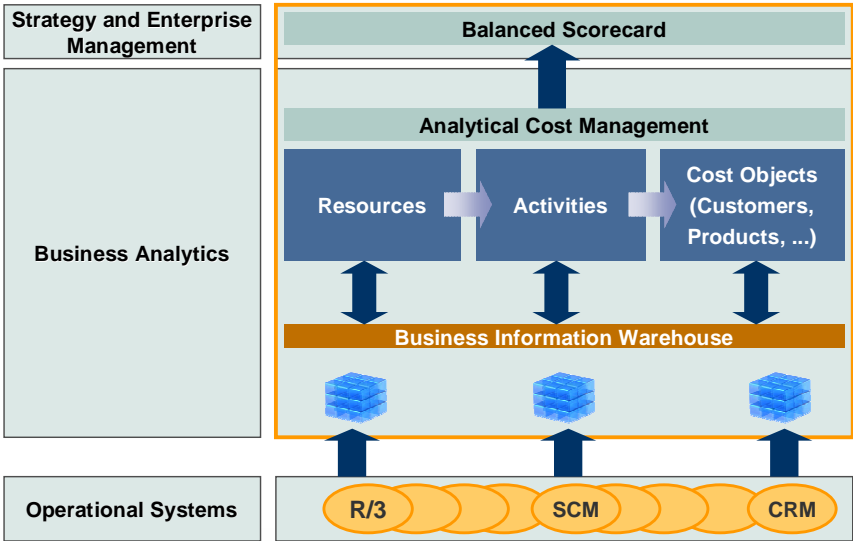 Strategy and Enterprise
Management
Balanced Scorecard
Business Analytics
Analytical Cost Management
Resources
Activities
Cost Objects
(Customers,
Products, ...)
Business Information Warehouse
Operational Systems
R/3
SCM
CRM